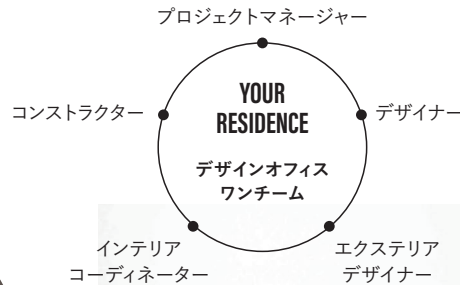 プロジェクトマネージャー
コンストラクター
デザイナー
YOUR
RESIDENCE
デザインオフィス
ワンチーム
インテリア
コーディネーター
エクステリア
デザイナー